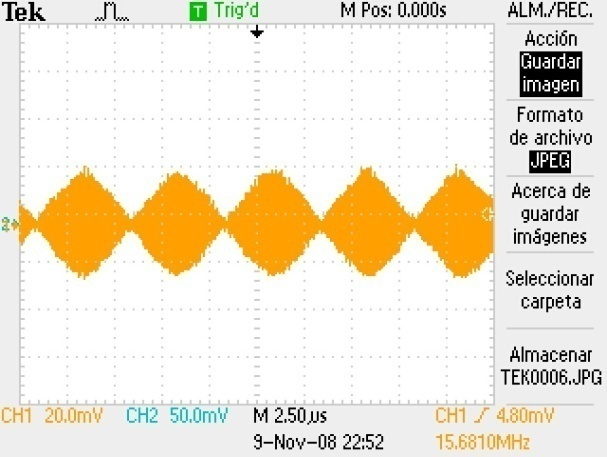 Tek
T Trig'd
M Pos: 0.000s
ALM./REC.
Acción
Guardar
imagen
Formato
de archivo
JPEG
Acerca de
guardar
imágenes
Seleccionar
carpeta
Almacenar
TEK0006.JPG
2
CH1 20.0mV
CH2 50.0mV
M 2.50µs
CH1 / 4.80mV
9-Nov-08 22:52
15.6810MHz